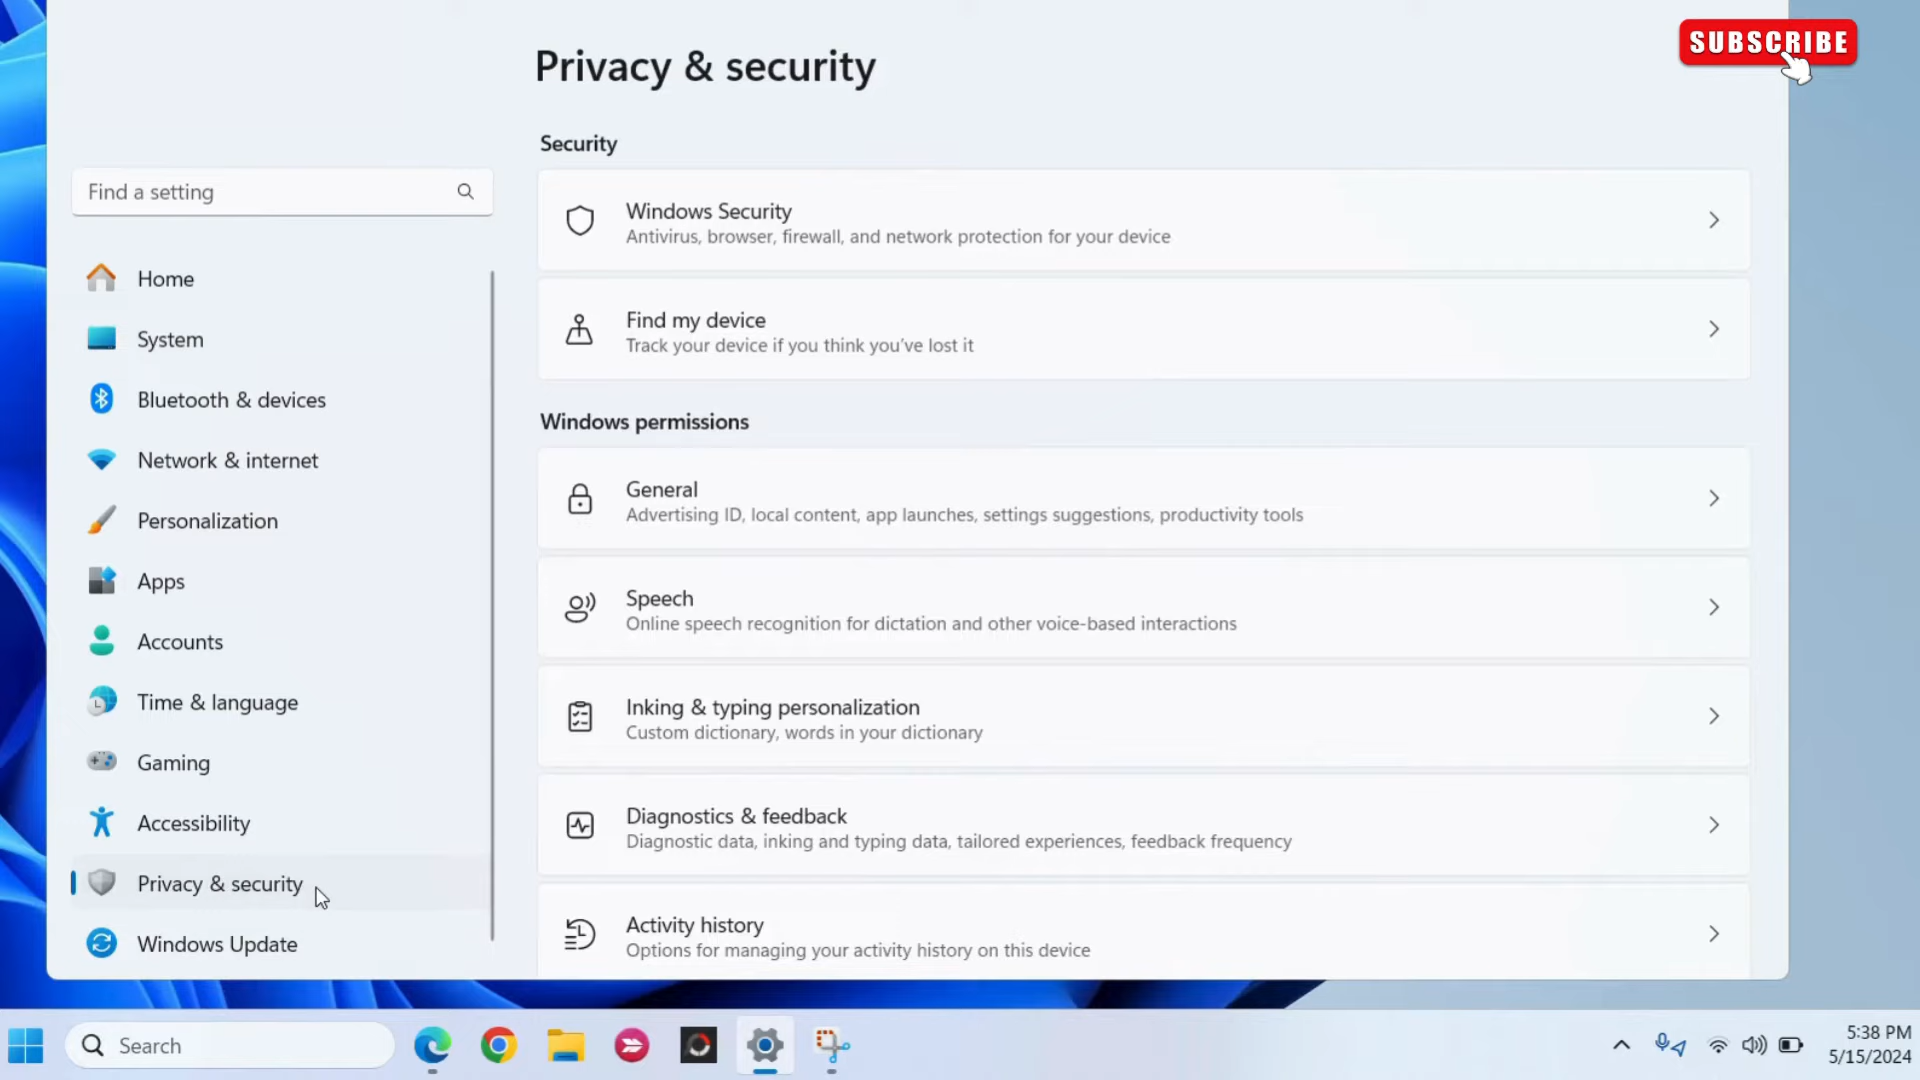 Privacy & security
SUBSCRIBE
Security
Find a setting
Windows Security
Antivirus, browser, firewall, and network protection for your device
Find my device
Track your device if you think you've lost it
Home
System
Bluetooth & devices
Network & internet
Personalization
Apps
Accounts
Time & language
Gaming
Accessibility
Privacy & security
Windows Update
Windows permissions
General
Advertising ID, local content, app launches, settings suggestions, productivity tools
Speech
Online speech recognition for dictation and other voice-based interactions
Inking & typing personalization
Custom dictionary, words in your dictionary
Diagnostics & feedback
Diagnostic data, inking and typing data, tailored experiences, feedback frequency
Activity history
Options for managing your activity history on this device
Search
5:38 PM
5/15/2024